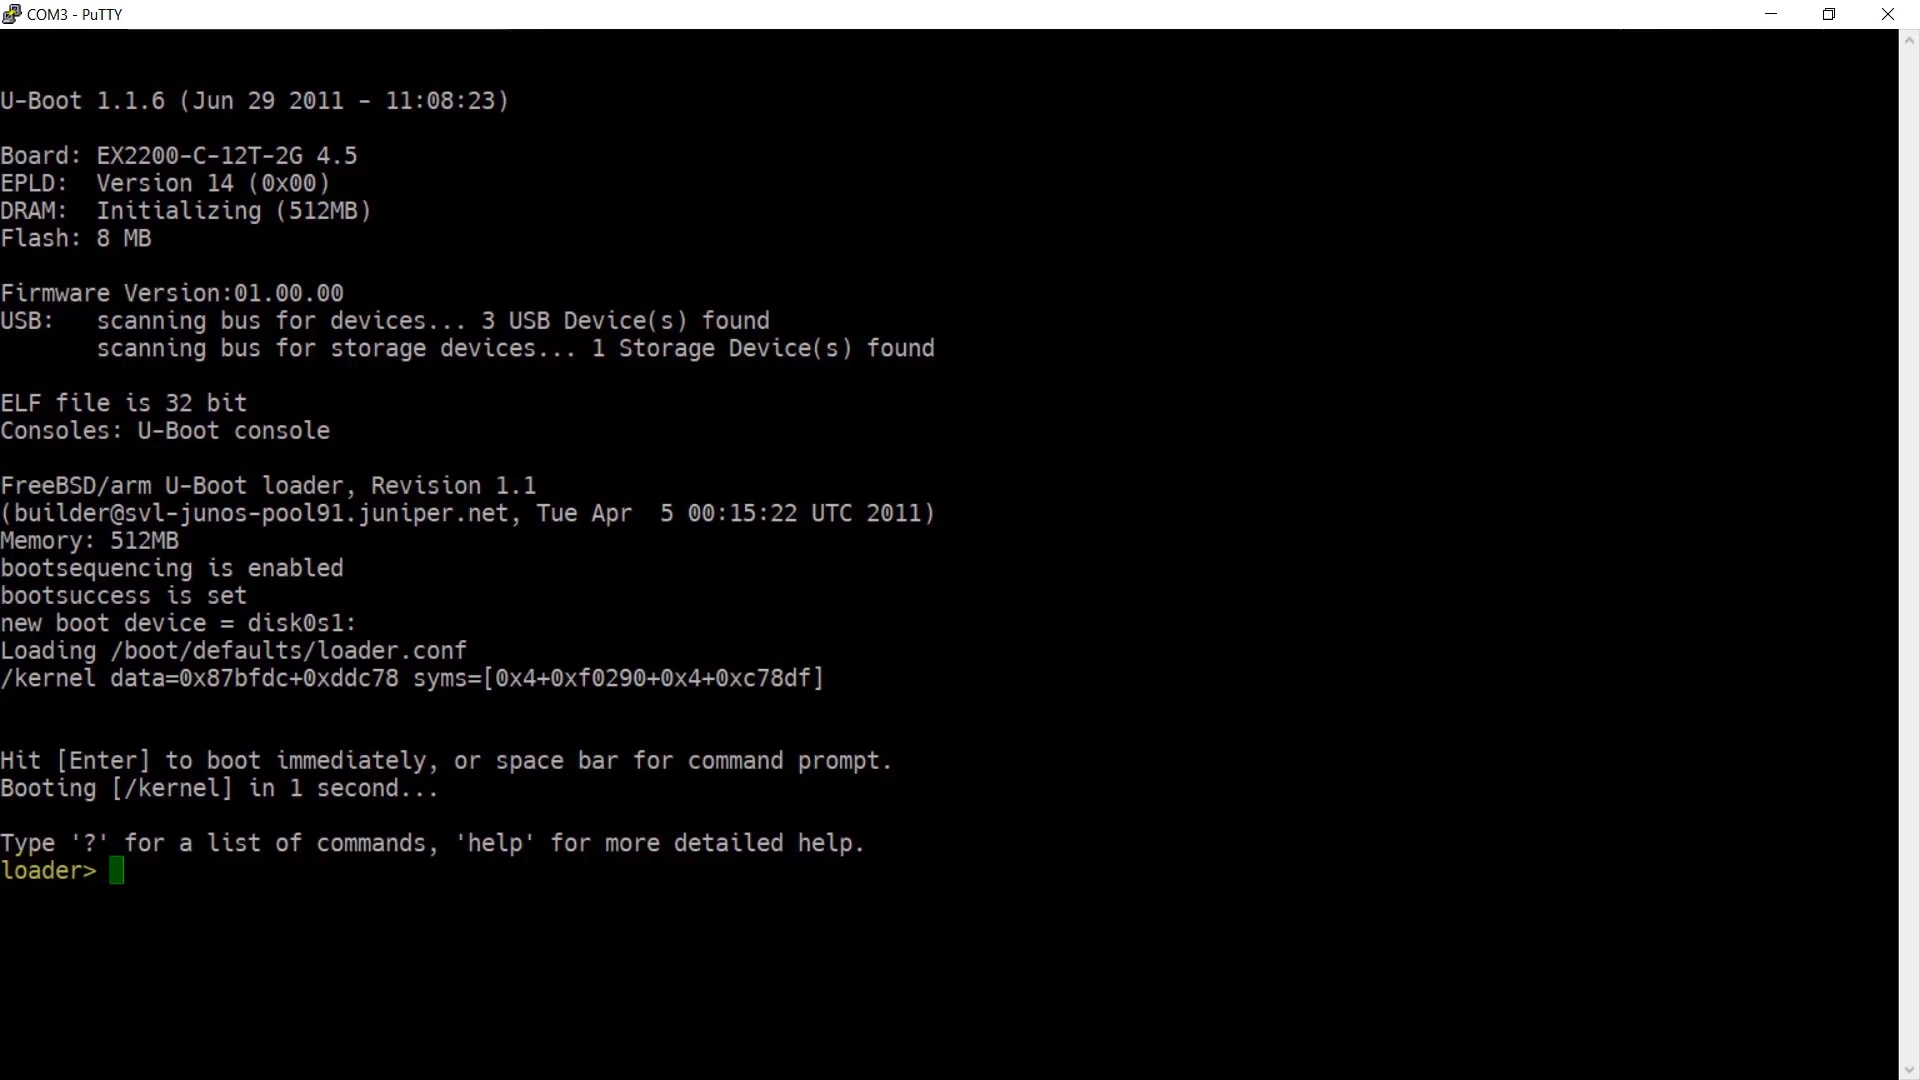 COM3 - PuTTY
U-Boot 1.1.6 (Jun 29 2011 - 11:08:23)
Board: EX2200-C-12T-2G 4.5
EPLD:  Version 14 (0x00)
DRAM:  Initializing (512MB)
Flash: 8 MB
Firmware Version:01.00.00
USB:   scanning bus for devices... 3 USB Device(s) found
       scanning bus for storage devices... 1 Storage Device(s) found
ELF file is 32 bit
Consoles: U-Boot console
FreeBSD/arm U-Boot loader, Revision 1.1
(builder@svl-junos-pool91.juniper.net, Tue Apr  5 00:15:22 UTC 2011)
Memory: 512MB
bootsequencing is enabled
bootsuccess is set
new boot device = disk0s1:
Loading /boot/defaults/loader.conf
/kernel data=0x87bfdc+0xddc78 syms=[0x4+0xf0290+0x4+0xc78df]
Hit [Enter] to boot immediately, or space bar for command prompt.
Booting [/kernel] in 1 second...
Type '?' for a list of commands, 'help' for more detailed help.
loader>